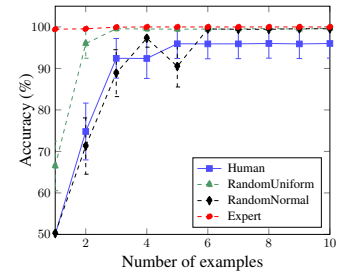 100
90
80
70
60
50
2
4
6
8
10
Accuracy (%)
Number of examples
Human
RandomUniform
RandomNormal
Expert